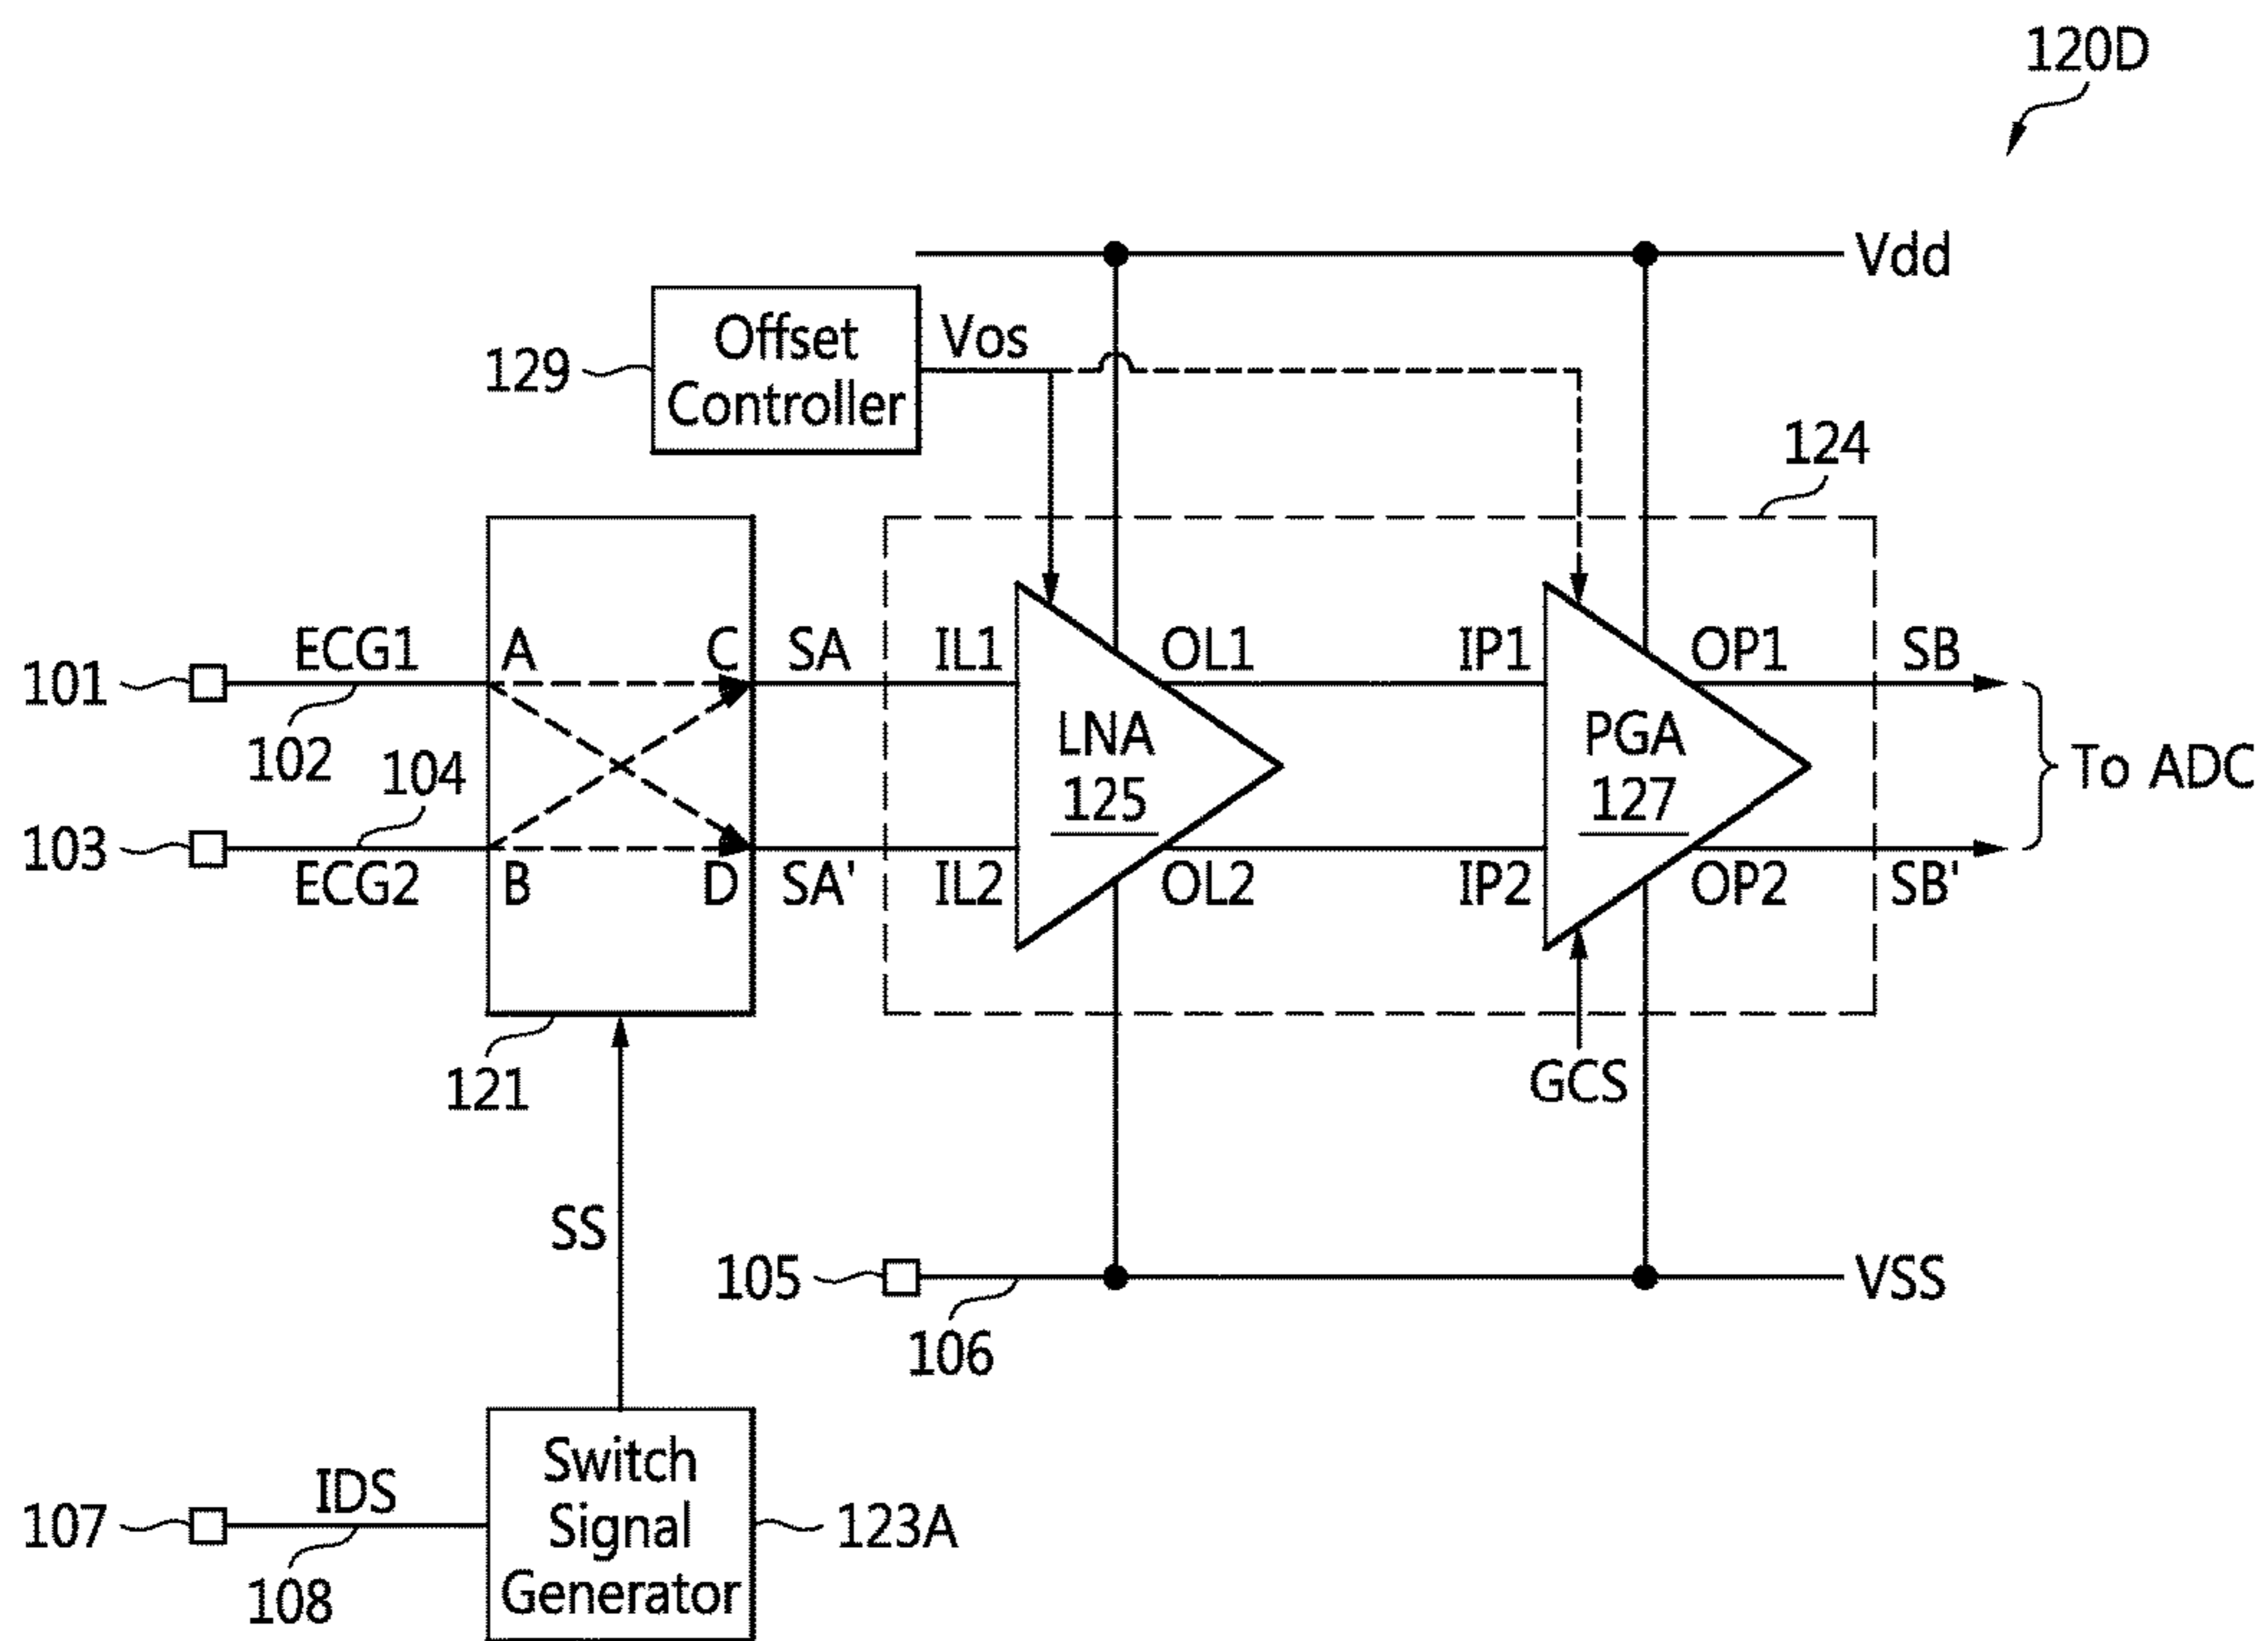 120D
Vdd
Offset
Controller
129
Vos
124
ECG1
A
C
SA
IL1
OL1
IP1
OP1
SB
101
102
104
LNA
125
PGA
127
To ADC
103
ECG2
B
D
SA'
IL2
OL2
IP2
OP2
SB'
121
GCS
SS
105
VSS
106
IDS
107
108
Switch
Signal
Generator
123A